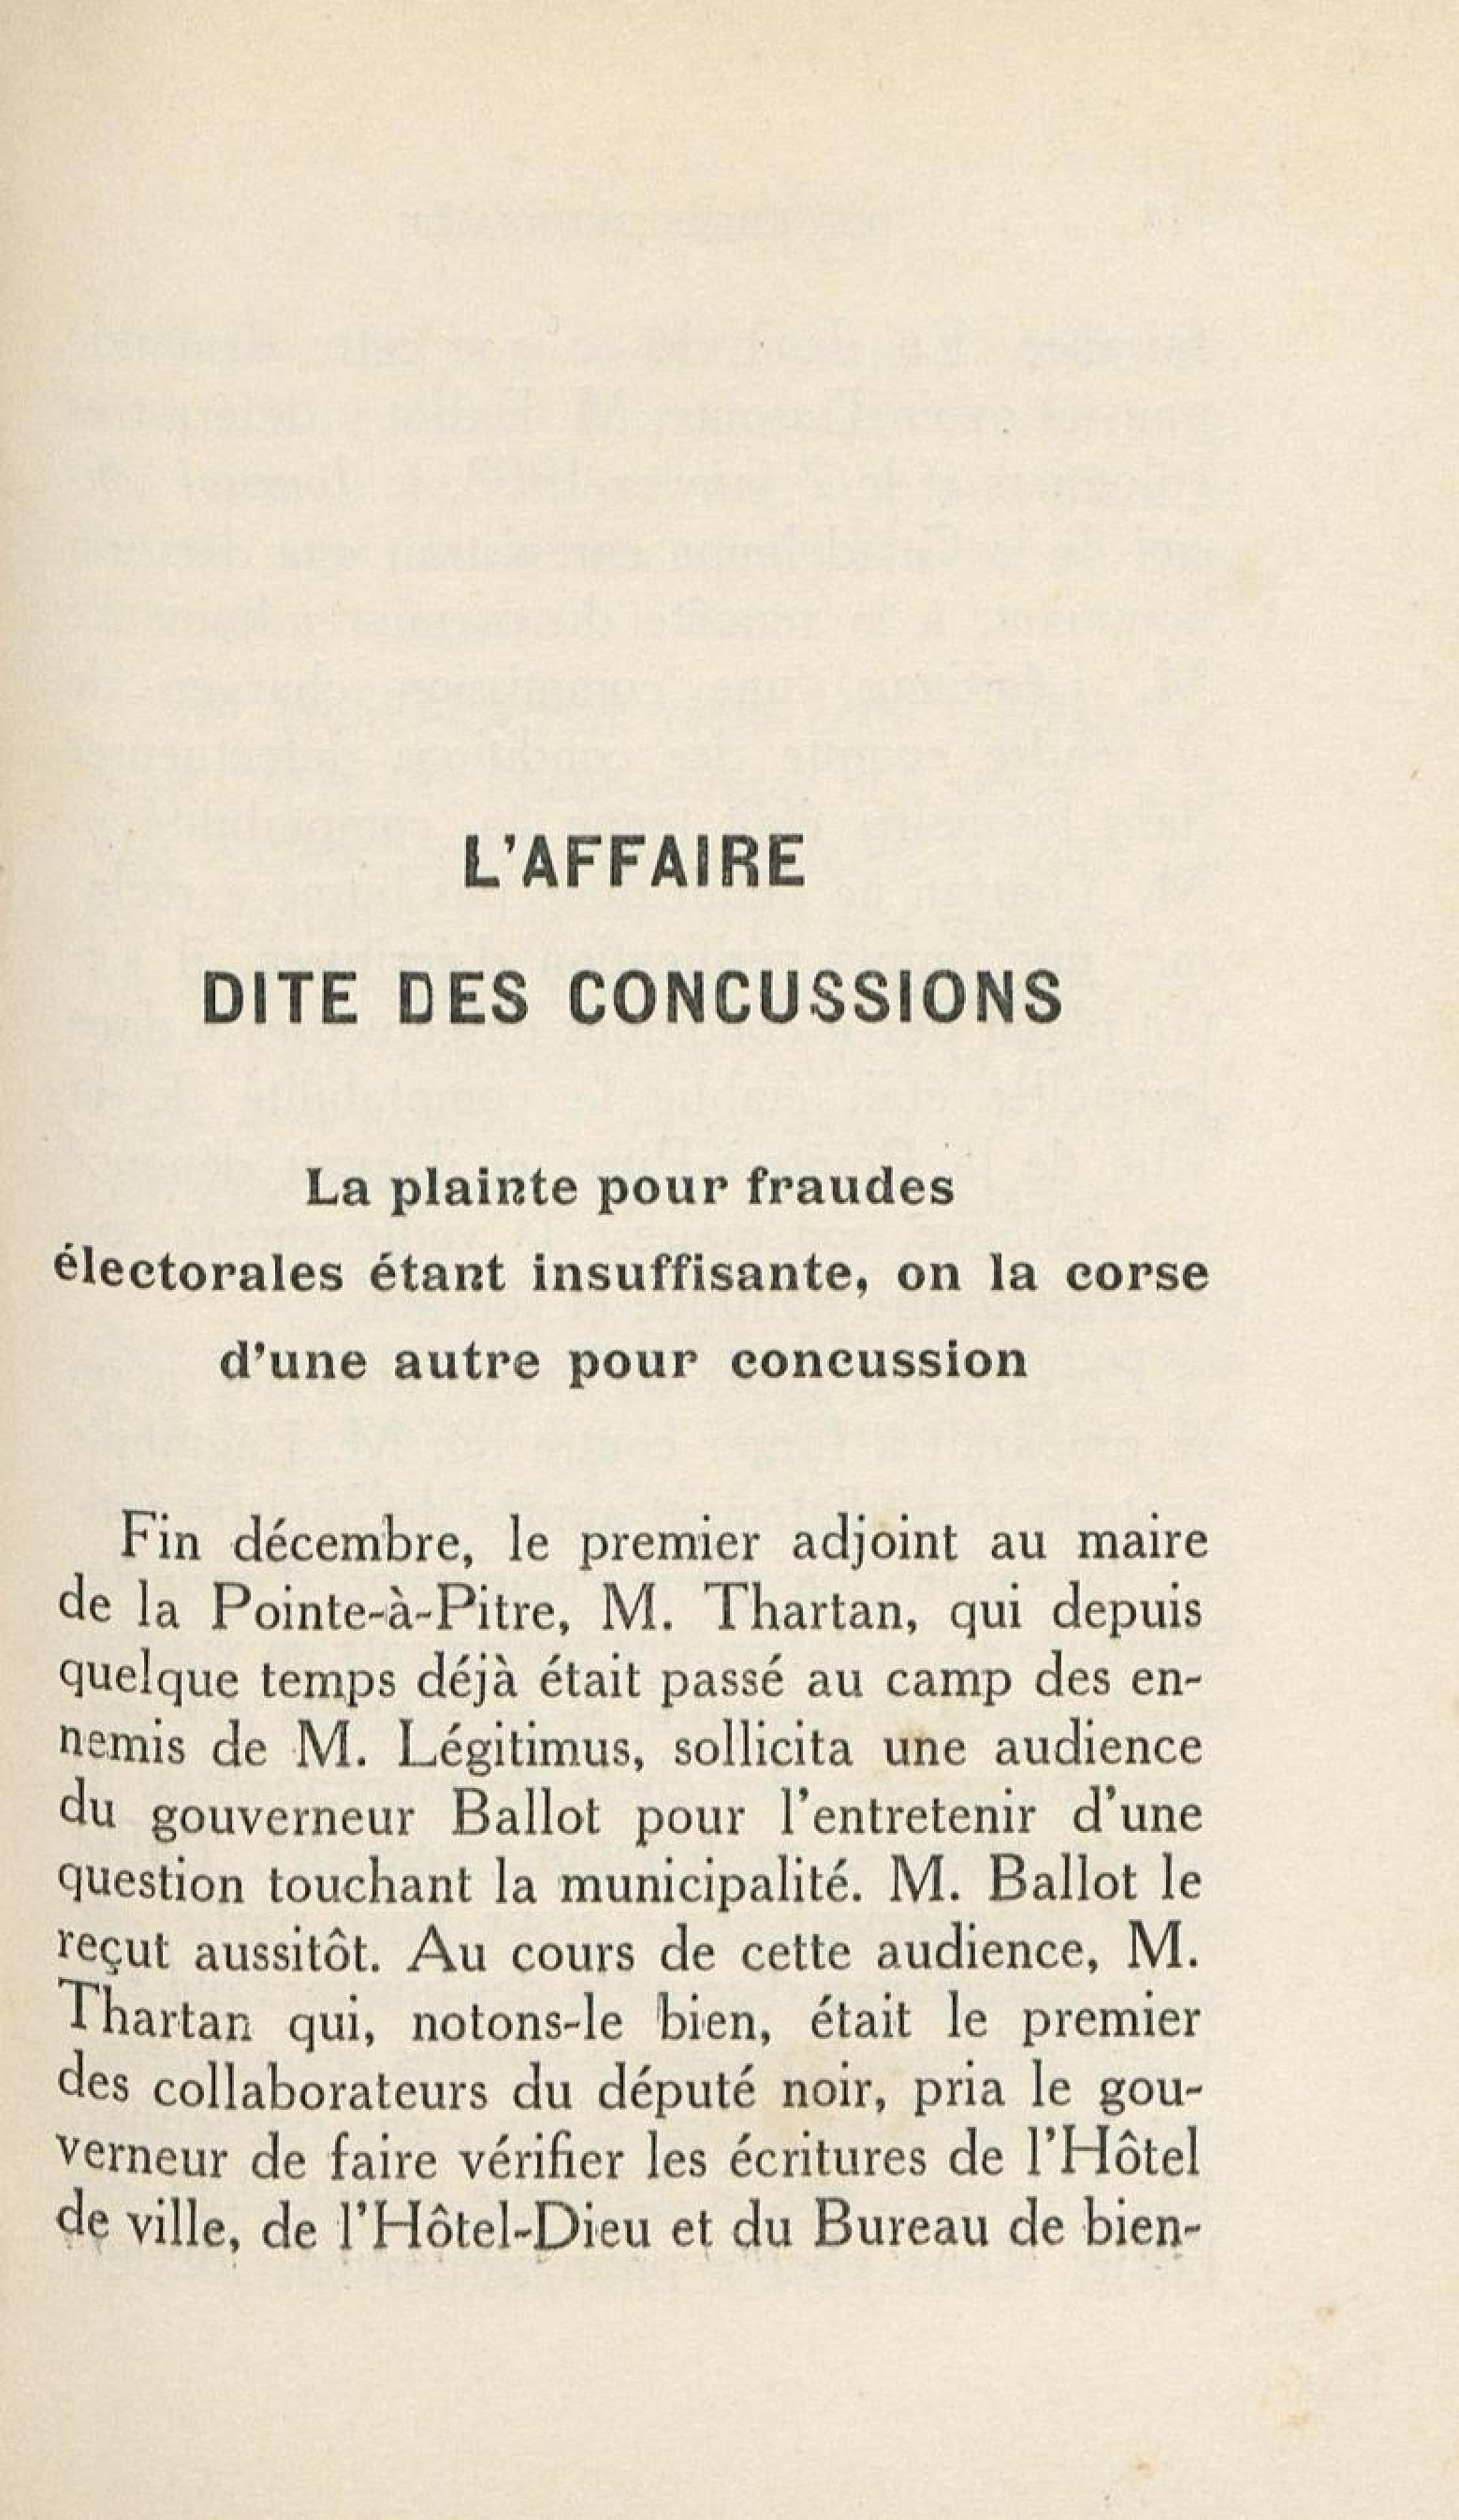 L'AFFAIRE
DITE DES CONCUSSIONS
La plainte pour fraudes
électorales étant insuffisante, on la corse
d'une autre pour concussion
Fin décembre, le premier adjoint au maire
de la Pointe-à-Pitre, M. Thartan, qui depuis
quelque temps déjà était passé au camp des en-
nemis de M. Légitimus, sollicita une audience
du gouverneur Ballot pour l'entretenir d'une
question touchant la municipalité. M. Ballot le
reçut aussitôt. Au cours de cette audience, M.
Thartan qui, notons-le bien, était le premier
des collaborateurs du député noir, pria le gou-
verneur de faire vérifier les écritures de l'Hôtel
de ville, de l'Hôtel-Dieu et du Bureau de bien-